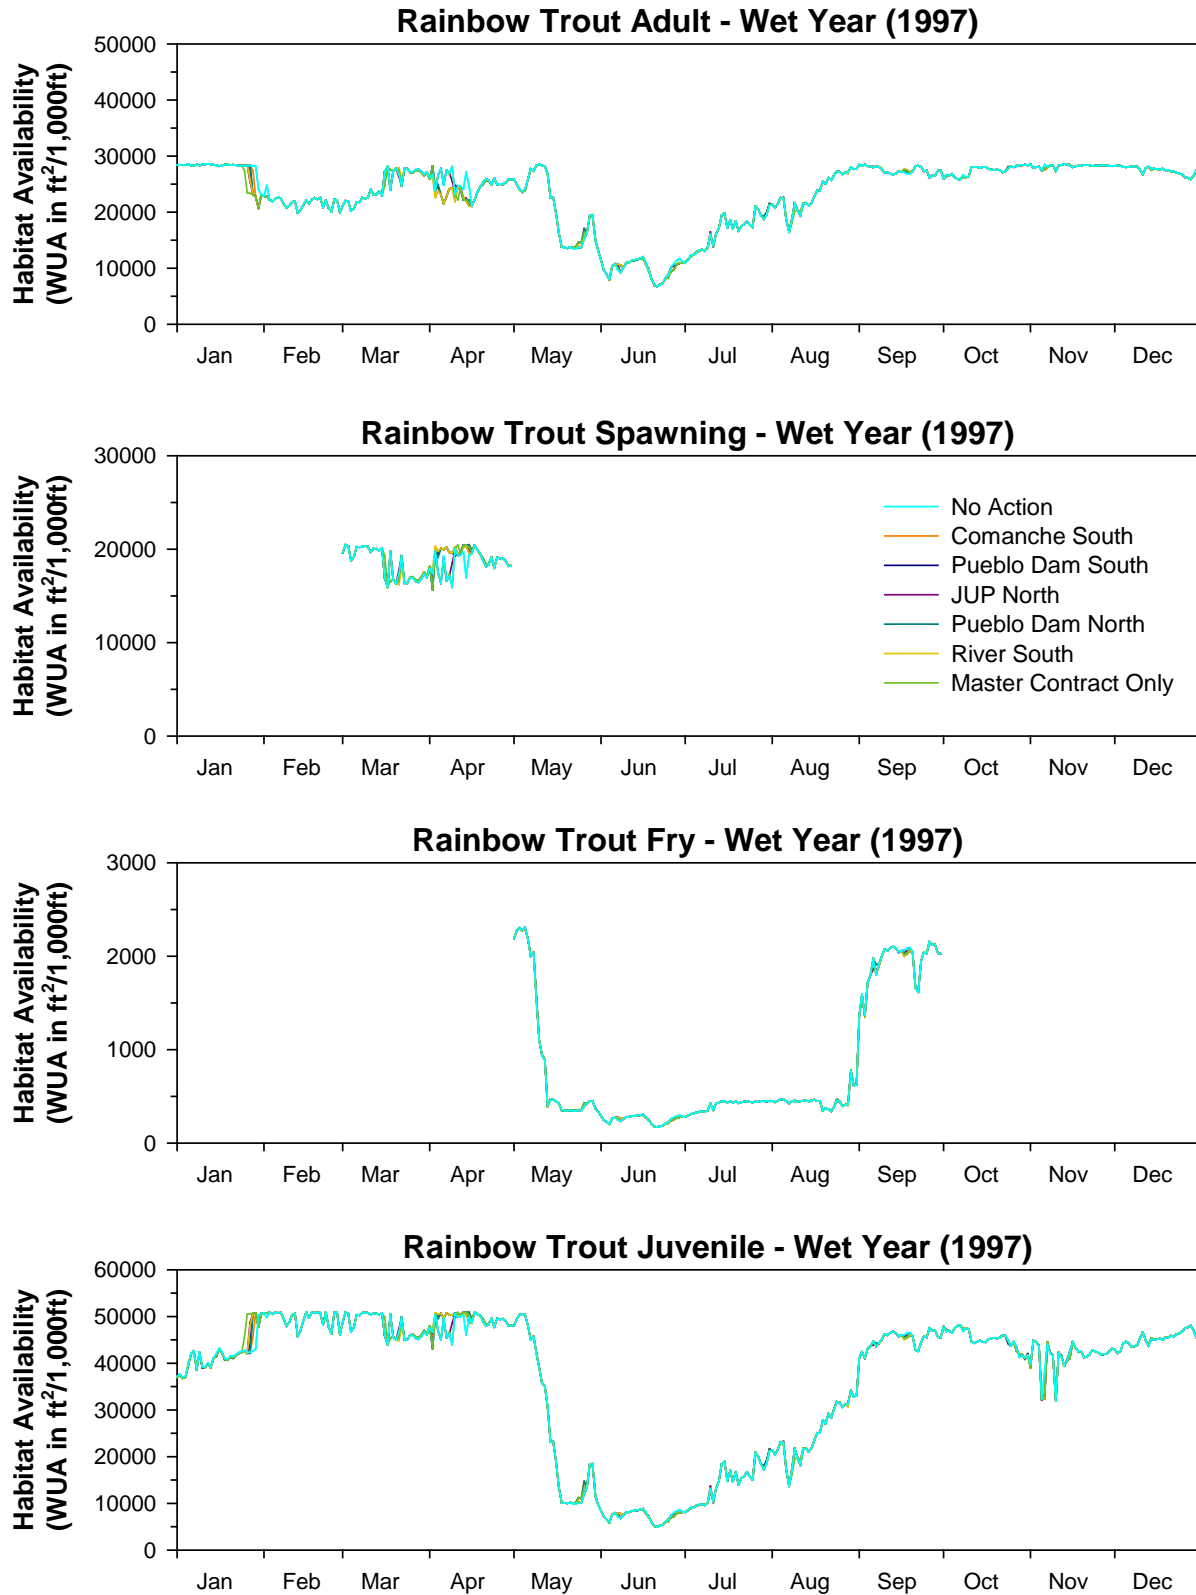 Rainbow Trout Adult - Wet Year (1997)
Habitat Availability
(WUA in ft²/1,000ft)
50000
40000
30000
20000
10000
0
Jan Feb Mar Apr May Jun Jul Aug Sep Oct Nov Dec
Rainbow Trout Spawning - Wet Year (1997)
Habitat Availability
(WUA in ft²/1,000ft)
30000
20000
10000
0
No Action
Comanche South
Pueblo Dam South
JUP North
Pueblo Dam North
River South
Master Contract Only
Jan Feb Mar Apr May Jun Jul Aug Sep Oct Nov Dec
Rainbow Trout Fry - Wet Year (1997)
Habitat Availability
(WUA in ft²/1,000ft)
3000
2000
1000
0
Jan Feb Mar Apr May Jun Jul Aug Sep Oct Nov Dec
Rainbow Trout Juvenile - Wet Year (1997)
Habitat Availability
(WUA in ft²/1,000ft)
60000
50000
40000
30000
20000
10000
0
Jan Feb Mar Apr May Jun Jul Aug Sep Oct Nov Dec